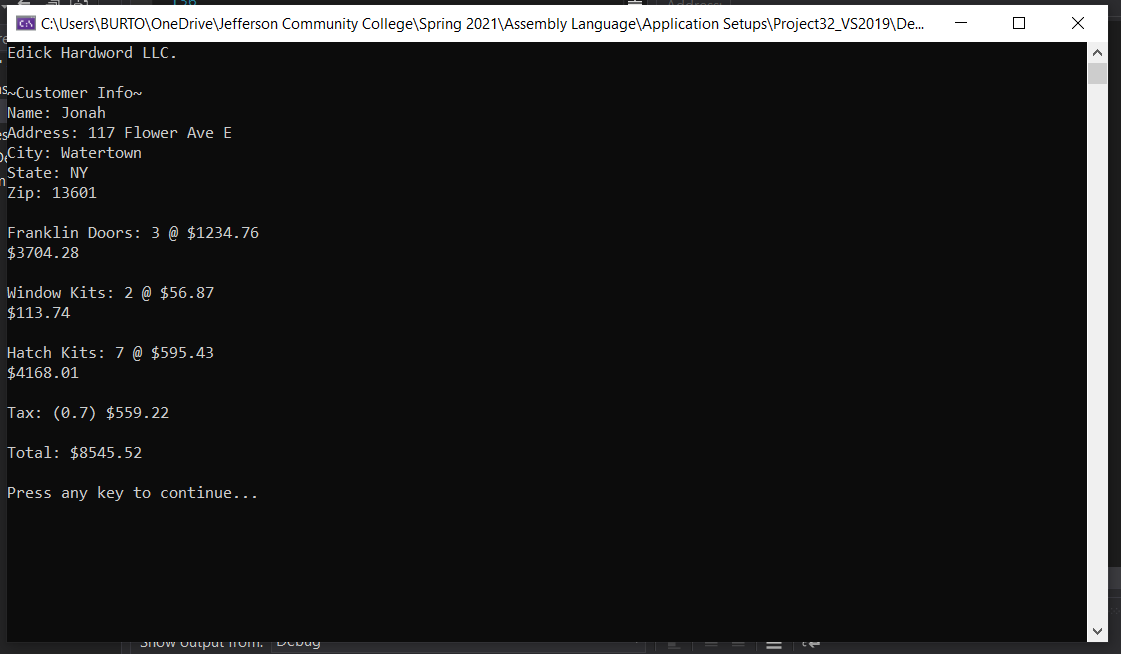 C:\Users\BURTO\OneDrive\Jefferson Community College\Spring 2021\Assembly Language\Application Setups\Project32_VS2019\De...
Edick Hardword LLC.
~Customer Info~
Name: Jonah
Address: 117 Flower Ave E
City: Watertown
State: NY
Zip: 13601
Franklin Doors: 3 @ $1234.76
$3704.28
Window Kits: 2 @ $56.87
$113.74
Hatch Kits: 7 @ $595.43
$4168.01
Tax: (0.7) $559.22
Total: $8545.52
Press any key to continue...
Show output from: Debug